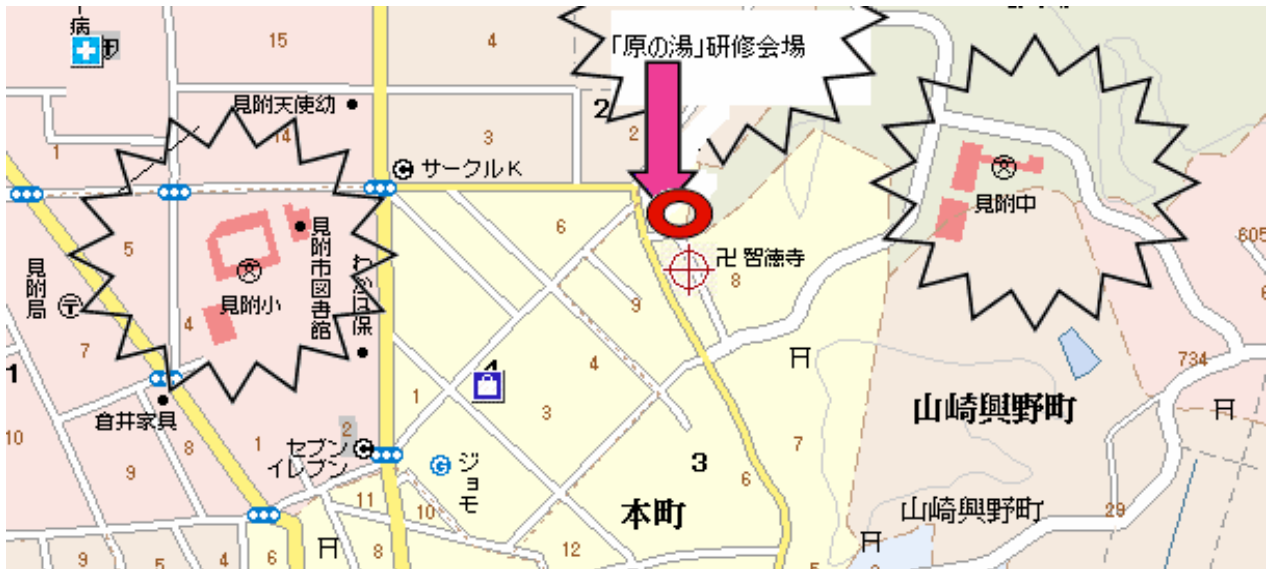 病
15
4
「原の湯」研修会場
見附天使幼
14
2
2
3
1
サークルK
見附中
6
5
見附市図書館
卍智徳寺
605
8
見附局
見附小
9
4
7
4
734
1
1
3
山崎興野町
倉井家具
10
1
2
7
8
セブン
イレブン
ジョモ
3
9
6
11
本町
山崎興野町
10
29
12
9
5
4
6
8
5